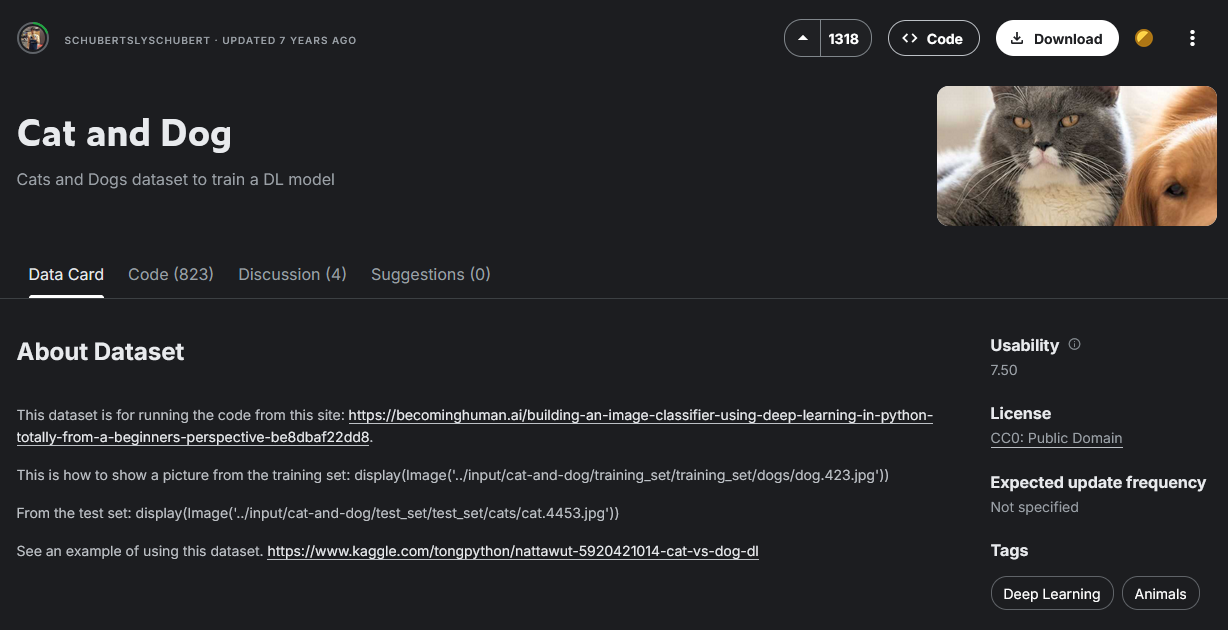 SCHUBERTSLYSCHUBERT · UPDATED 7 YEARS AGO
1318
Code
Download
Cat and Dog
Cats and Dogs dataset to train a DL model
Data Card
Code (823)
Discussion (4)
Suggestions (0)
About Dataset
This dataset is for running the code from this site: https://becominghuman.ai/building-an-image-classifier-using-deep-learning-in-python-
totally-from-a-beginners-perspective-be8dbaf22dd8.
This is how to show a picture from the training set: display(Image('../input/cat-and-dog/training_set/training_set/dogs/dog.423.jpg'))
From the test set: display(Image('../input/cat-and-dog/test_set/test_set/cats/cat.4453.jpg'))
See an example of using this dataset. https://www.kaggle.com/tongpython/nattawut-5920421014-cat-vs-dog-dl
Usability
7.50
License
CC0: Public Domain
Expected update frequency
Not specified
Tags
Deep Learning
Animals